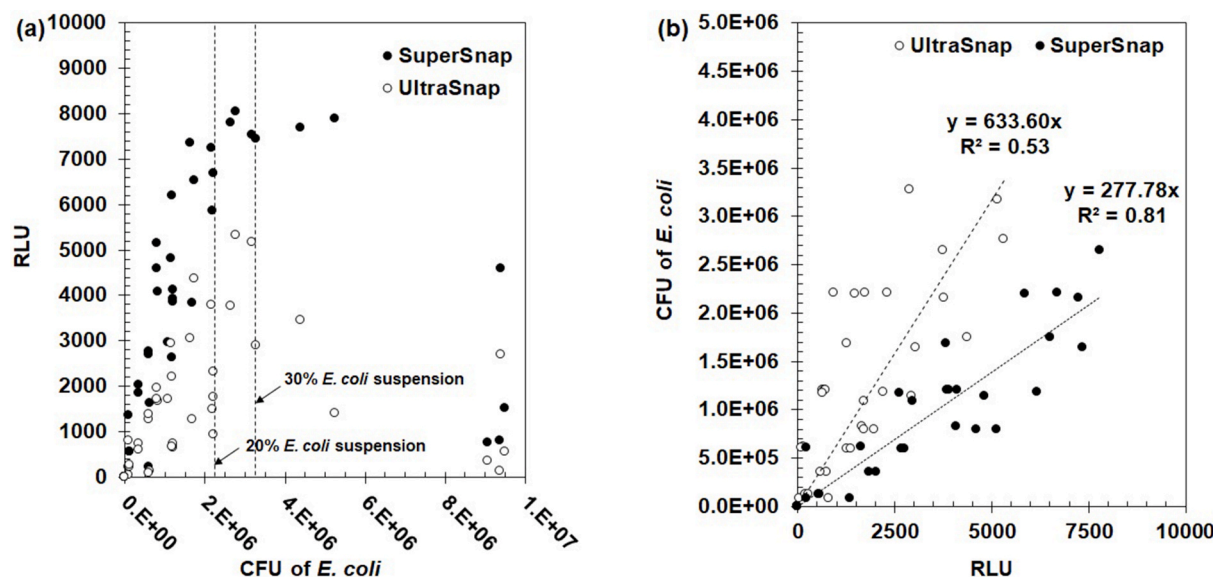 (a)
SuperSnap
UltraSnap
RLU
10000
9000
8000
7000
6000
5000
4000
3000
2000
1000
0
30% E. coli suspension
20% E. coli suspension
0.E+00
2.E+06
4.E+06
6.E+06
8.E+06
1.E+07
CFU of E. coli
(b)
UltraSnap SuperSnap
CFU of E. coli
5.0E+06
4.5E+06
4.0E+06
3.5E+06
3.0E+06
2.5E+06
2.0E+06
1.5E+06
1.0E+06
5.0E+05
0.0E+00
y = 633.60x
R² = 0.53
y = 277.78x
R² = 0.81
0 2500 5000 7500 10000
RLU